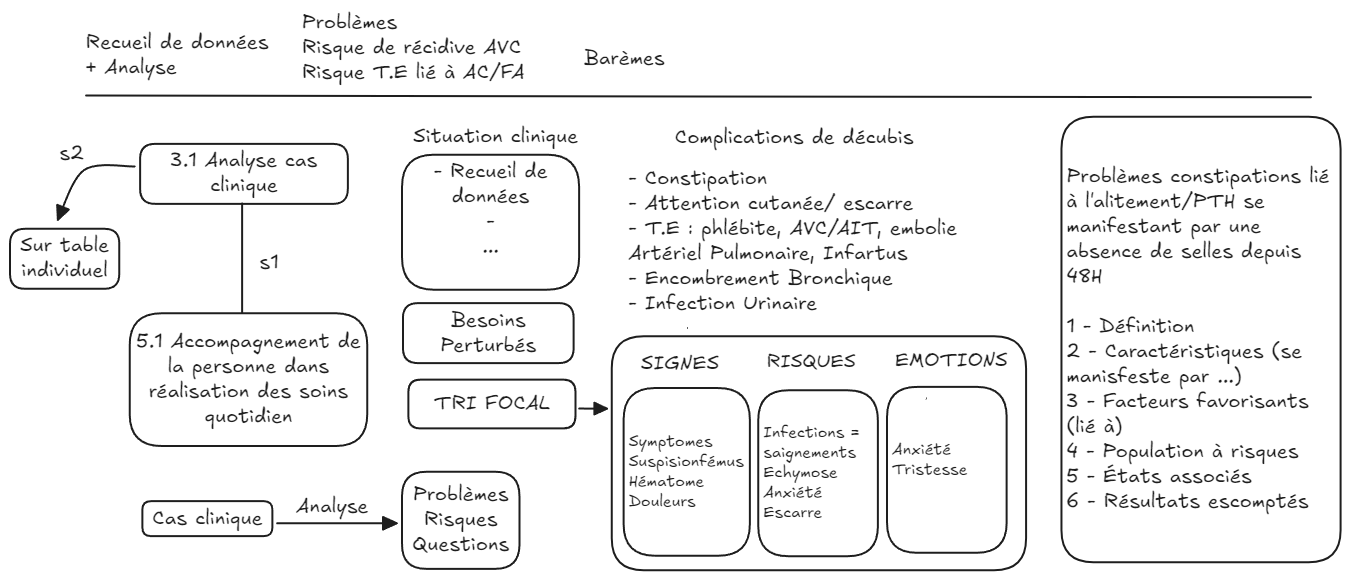 Recueil de données
+ Analyse
Problèmes
Risque de récidive AVC
Risque T.E lié à AC/FA
Barèmes
s2
3.1 Analyse cas
clinique
Sur table
individuel
s1
5.1 Accompagnement de
la personne dans
réalisation des soins
quotidien
Cas clinique
Analyse
Problèmes
Risques
Questions
Situation clinique
- Recueil de
données
-
...
Besoins
Perturbés
TRI FOCAL
Complications de décubis
- Constipation
- Attention cutanée/ escarre
- T.E : phlébite, AVC/AIT, embolie
Artériel Pulmonaire, Infartus
- Encombrement Bronchique
- Infection Urinaire
SIGNES
Symptomes
Suspisionfémus
Hématome
Douleurs
RISQUES
Infections =
saignements
Echymose
Anxiété
Escarre
EMOTIONS
Anxiété
Tristesse
Problèmes constipations lié
à l'alitement/PTH se
manifestant par une
absence de selles depuis
48H
1 - Définition
2 - Caractéristiques (se
manisfeste par ...)
3 - Facteurs favorisants
(lié à)
4 - Population à risques
5 - États associés
6 - Résultats escomptés